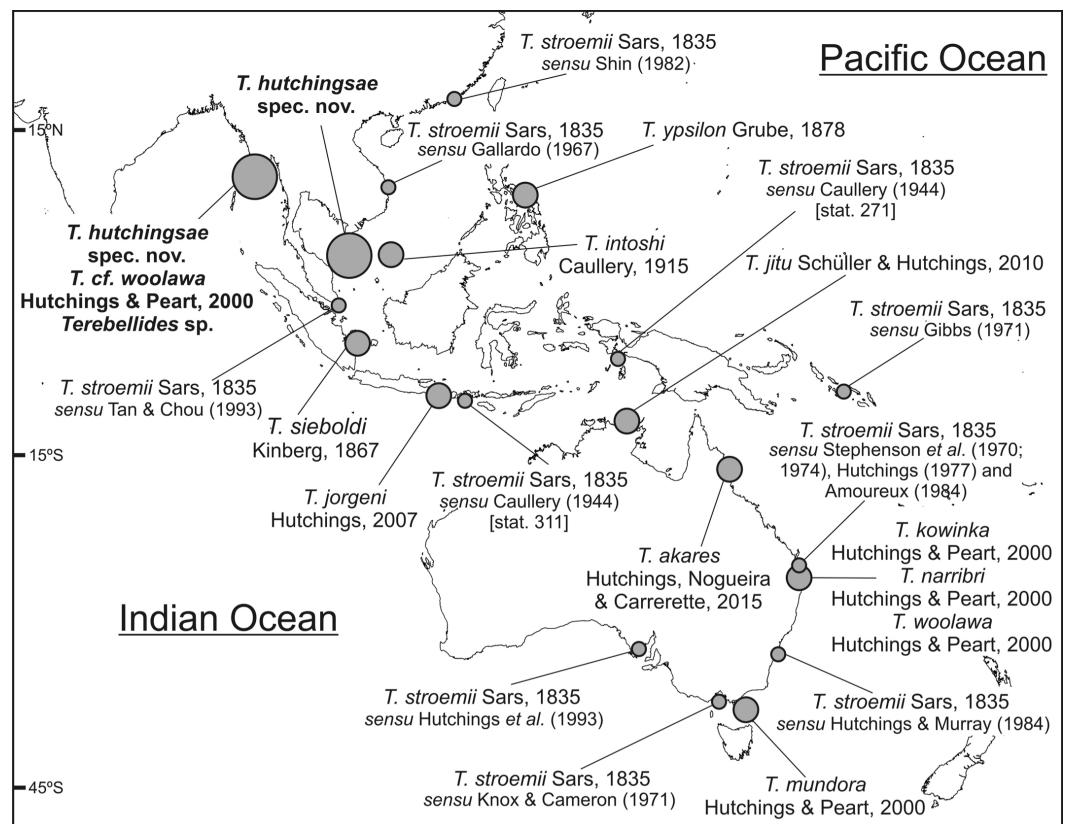 T. stroemii Sars, 1835
sensu Shin (1982)
Pacific Ocean
T. hutchingsae
spec. nov.
15ºN
T. stroemii Sars, 1835
sensu Gallardo (1967)
T. ypsilon Grube, 1878
T. stroemii Sars, 1835
sensu Caullery (1944)
[stat. 271]
T. hutchingsae
spec. nov.
T. cf. woolawa
Hutchings & Peart, 2000
Terebellides sp.
T. intoshi
Caullery, 1915
T. jitu Schüller & Hutchings, 2010
T. stroemii Sars, 1835
sensu Gibbs (1971)
T. stroemii Sars, 1835
sensu Tan & Chou (1993)
T. sieboldi
Kinberg, 1867
T. jorgeni
Hutchings, 2007
15ºS
T. stroemii Sars, 1835
sensu Caullery (1944)
[stat. 311]
T. stroemii Sars, 1835
sensu Stephenson et al. (1970;
1974), Hutchings (1977) and
Amoureux (1984)
T. akares
Hutchings, Nogueira
& Carrerette, 2015
T. kowinka
Hutchings & Peart, 2000
T. narribri
Hutchings & Peart, 2000
T. woolawa
Hutchings & Peart, 2000
Indian Ocean
T. stroemii Sars, 1835
sensu Hutchings et al. (1993)
T. stroemii Sars, 1835
sensu Hutchings & Murray (1984)
T. stroemii Sars, 1835
sensu Knox & Cameron (1971)
T. mundora
Hutchings & Peart, 2000
45ºS